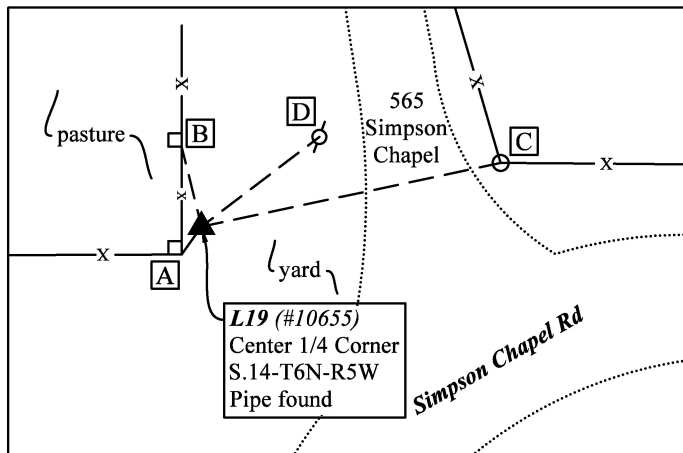 565
Simpson
Chapel
D
B
C
pasture
A
yard
L19 (#10655)
Center 1/4 Corner
S.14-T6N-R5W
Pipe found
Simpson Chapel Rd
x
x
x
x
x